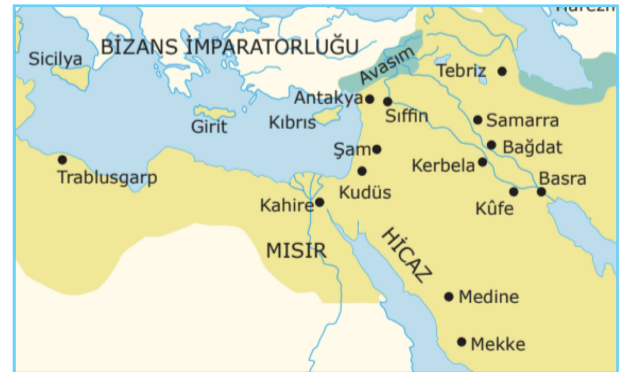 BİZANS İMPARATORLUĞU
Sicilya
Avasım
Tebriz
Antakya
Sıffin
Girit
Kıbrıs
Samarra
Şam
Bağdat
Kerbela
Trablusgarp
Kudüs
Basra
Kahire
Kûfe
MISIR
HİCAZ
Medine
Mekke